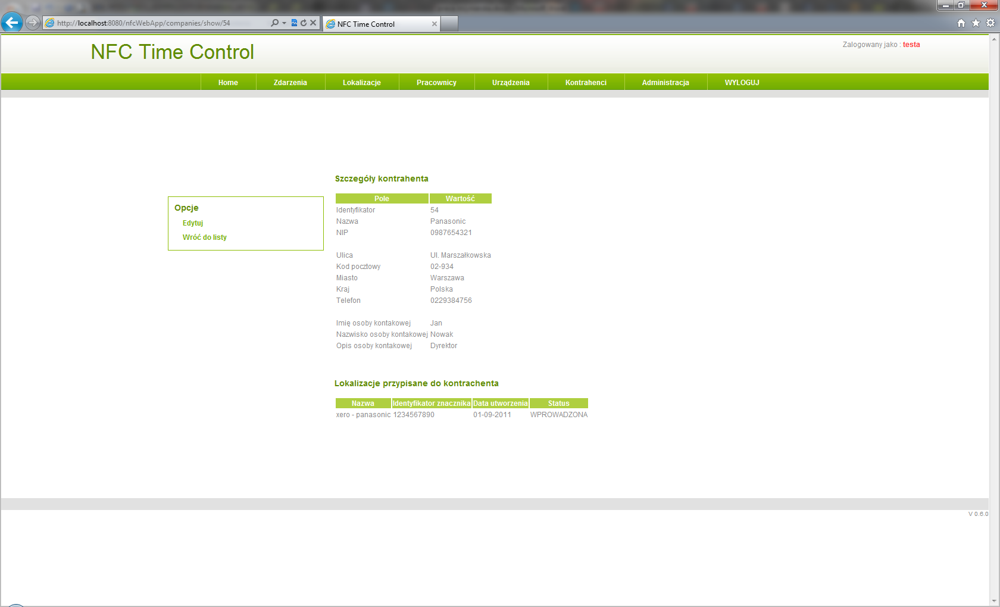 http://localhost:8080/nfcWebApp/companies/show/54
NFC Time Control
NFC Time Control
Zalogowany jako : testa
Home Zdarzenia Lokalizacje Pracownicy Urządzenia Kontrahenci Administracja WYLOGUJ
Opcje
Edytuj
Wróć do listy
Szczegóły kontrahenta
Pole Wartość
Identyfikator 54
Nazwa Panasonic
NIP 0987654321
Ulica Ul. Marszałkowska
Kod pocztowy 02-934
Miasto Warszawa
Kraj Polska
Telefon 0229384756
Imię osoby kontakowej Jan
Nazwisko osoby kontakowej Nowak
Opis osoby kontakowej Dyrektor
Lokalizacje przypisane do kontrachenta
Nazwa Identyfikator znacznika Data utworzenia Status
xero - panasonic 1234567890 01-09-2011 WPROWADZONA
V 0.6.0